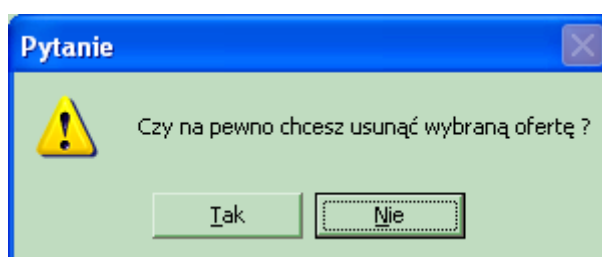 Pytanie
Czy na pewno chcesz usunąć wybraną ofertę ?
Tak
Nie